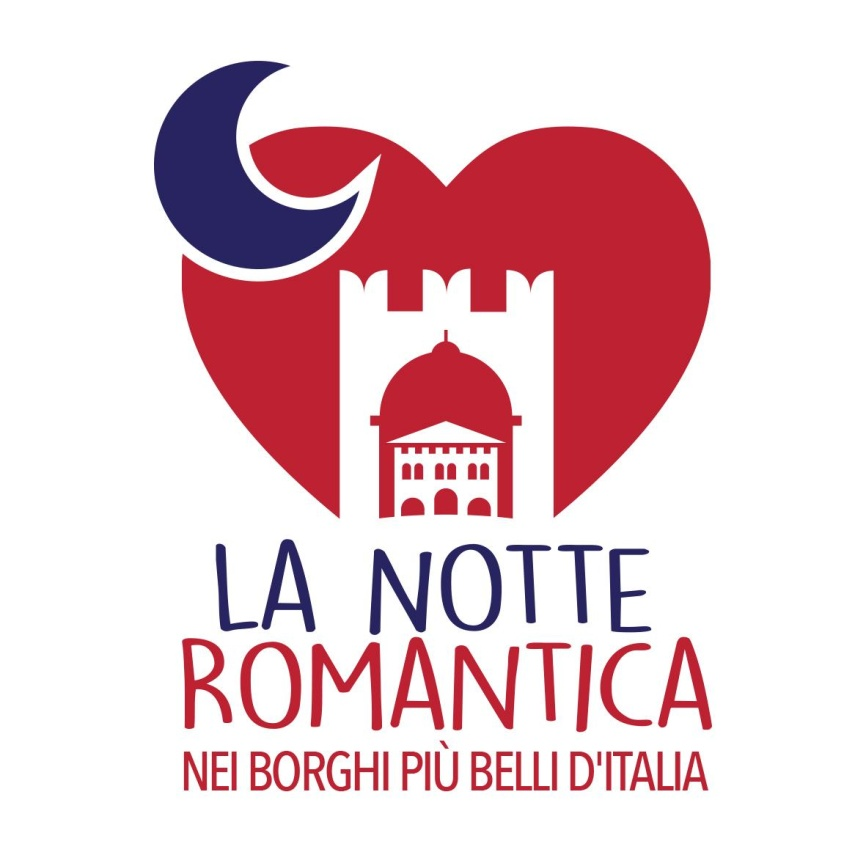 LA NOTTE
ROMANTICA
NEI BORGHI PIÙ BELLI D'ITALIA